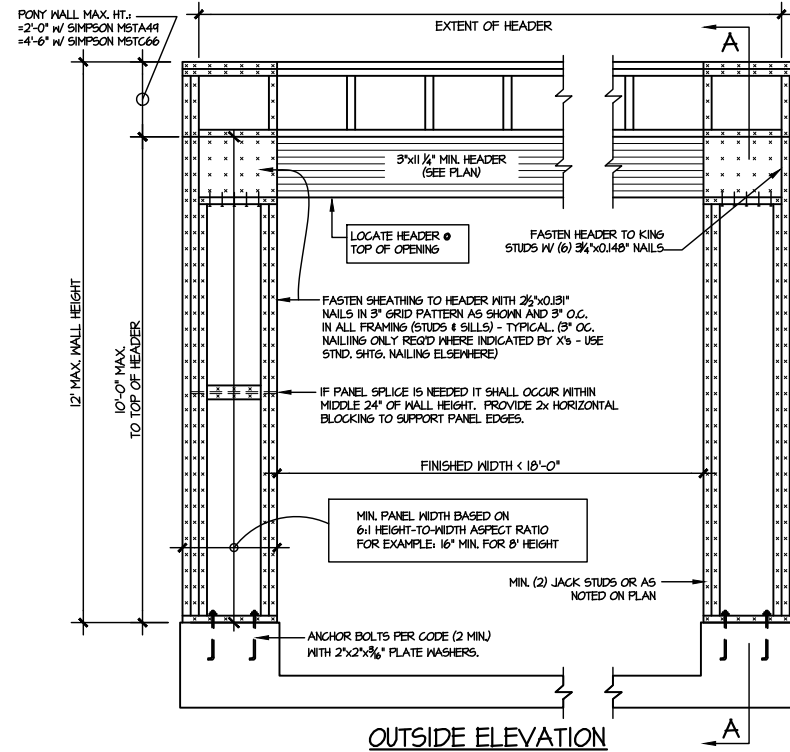 PONY WALL MAX. HT.:
=2'-0" W/ SIMPSON MSTA49
=4'-6" W/ SIMPSON MSTC66
EXTENT OF HEADER
A
3"x11 1/4" MIN. HEADER
(SEE PLAN)
LOCATE HEADER @
TOP OF OPENING
FASTEN HEADER TO KING
STUDS W/ (6) 3 1/4"x0.148" NAILS
FASTEN SHEATHING TO HEADER WITH 2 1/2"x0.131"
NAILS IN 3" GRID PATTERN AS SHOWN AND 3" O.C.
IN ALL FRAMING (STUDS & SILLS) - TYPICAL. (3" OC.
NAILIING ONLY REQ'D WHERE INDICATED BY X's - USE
STND. SHTG. NAILING ELSEWHERE)
12' MAX. WALL HEIGHT
10'-0" MAX.
TO TOP OF HEADER
IF PANEL SPLICE IS NEEDED IT SHALL OCCUR WITHIN
MIDDLE 24" OF WALL HEIGHT. PROVIDE 2x HORIZONTAL
BLOCKING TO SUPPORT PANEL EDGES.
FINISHED WIDTH < 18'-0"
MIN. PANEL WIDTH BASED ON
6:1 HEIGHT-TO-WIDTH ASPECT RATIO
FOR EXAMPLE: 16" MIN. FOR 8' HEIGHT
MIN. (2) JACK STUDS OR AS
NOTED ON PLAN
ANCHOR BOLTS PER CODE (2 MIN.)
WITH 2"x2"x3/16" PLATE WASHERS.
OUTSIDE ELEVATION
A